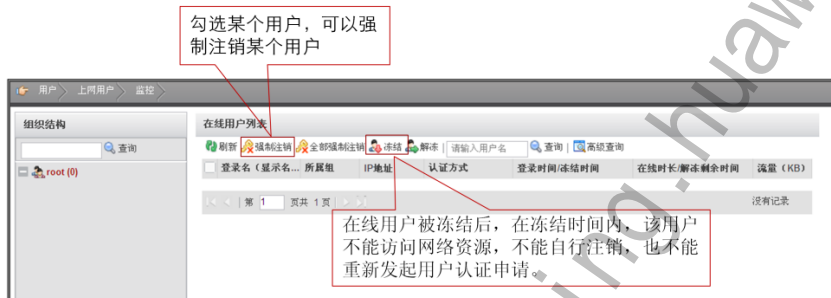 勾选某个用户，可以强
制注销某个用户
用户 上网用户 监控
组织结构
查询
root (0)
在线用户列表
刷新 强制注销 全部强制注销 冻结 解冻 | 请输入用户名 查询 | 高级查询
登录名（显示名... 所属组 IP地址 认证方式 登录时间/冻结时间 在线时长/解冻剩余时间 流量（KB）
第 1 页共 1 页
没有记录
在线用户被冻结后，在冻结时间内，该用户
不能访问网络资源，不能自行注销，也不能
重新发起用户认证申请。
ning.huaw